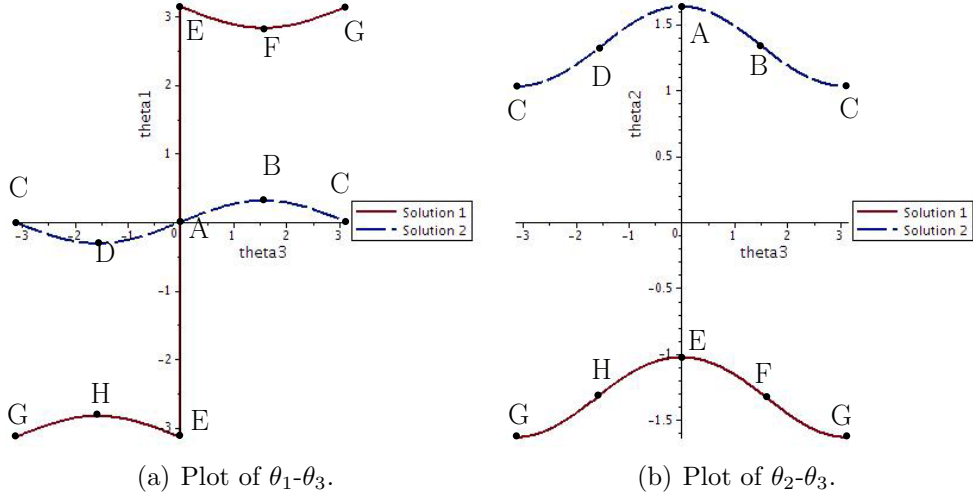 3
E
F
G
theta1
2
1
C
B
C
-3
-2
-1
0
A
1
2
3
D
theta3
Solution 1
Solution 2
-1
-2
H
G
-3
E
(a) Plot of θ₁-θ₃.
1.5
A
theta2
D
B
C
1
C
0.5
-3
-2
-1
0
1
2
3
theta3
Solution 1
Solution 2
-0.5
-1
E
H
F
G
-1.5
G
(b) Plot of θ₂-θ₃.